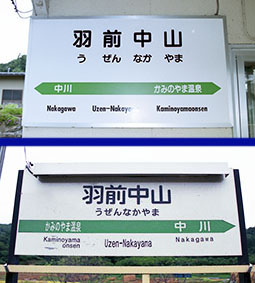 羽前中山
う ぜん なか やま
中川 かみのやま温泉
Nakagawa Uzen-Nakayama Kaminoyamaonsen
羽前中山
うぜんなかやま
かみのやま温泉 中川
Kaminoyama
onsen Uzen-Nakayana Nakagawa